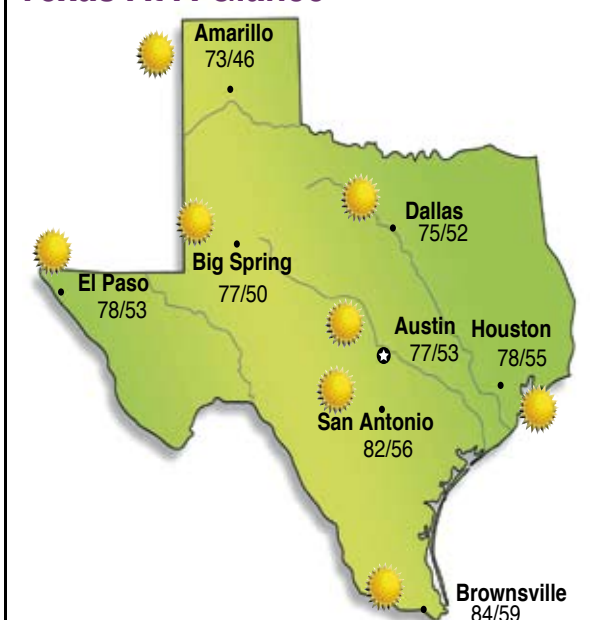 Amarillo
73/46
Dallas
75/52
Big Spring
77/50
El Paso
78/53
Austin
77/53
Houston
78/55
San Antonio
82/56
Brownsville
84/59